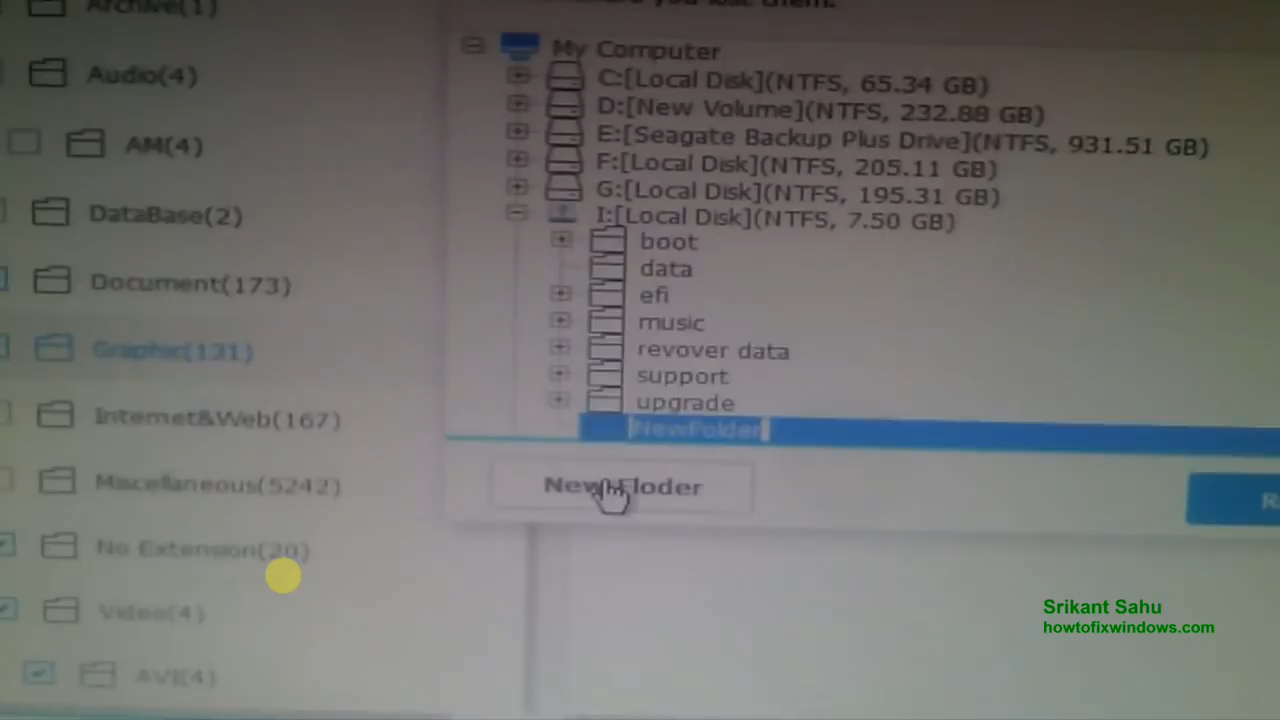 Archive(1)
Audio(4)
AM(4)
DataBase(2)
Document(173)
Graphic(131)
Internet&Web(167)
Miscellaneous(5242)
No Extension(20)
Video(4)
AVI(4)
you lost them.
My Computer
C:[Local Disk](NTFS, 65.34 GB)
D:[New Volume](NTFS, 232.88 GB)
E:[Seagate Backup Plus Drive](NTFS, 931.51 GB)
F:[Local Disk](NTFS, 205.11 GB)
G:[Local Disk](NTFS, 195.31 GB)
I:[Local Disk](NTFS, 7.50 GB)
boot
data
efi
music
revover data
support
upgrade
NewFolder
New Floder
Srikant Sahu
howtofixwindows.com